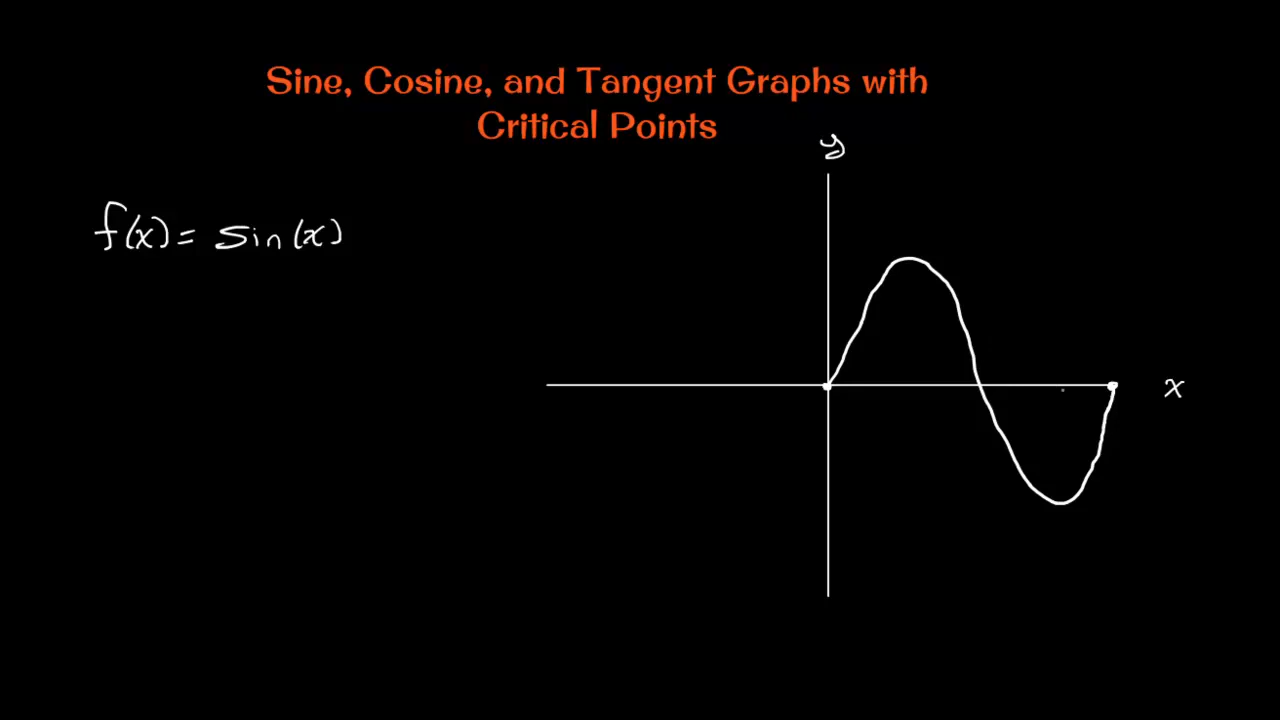 Sine, Cosine, and Tangent Graphs with
Critical Points
y
f(x) = sin(x)
x